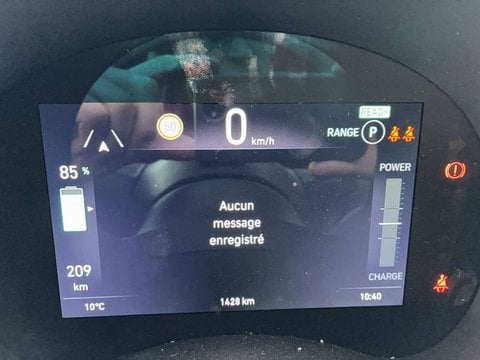 READY
50
0 km/h
RANGE P
85 %
POWER
Aucun
message
enregistré
209
km
CHARGE
10°C
1428 km
10:40